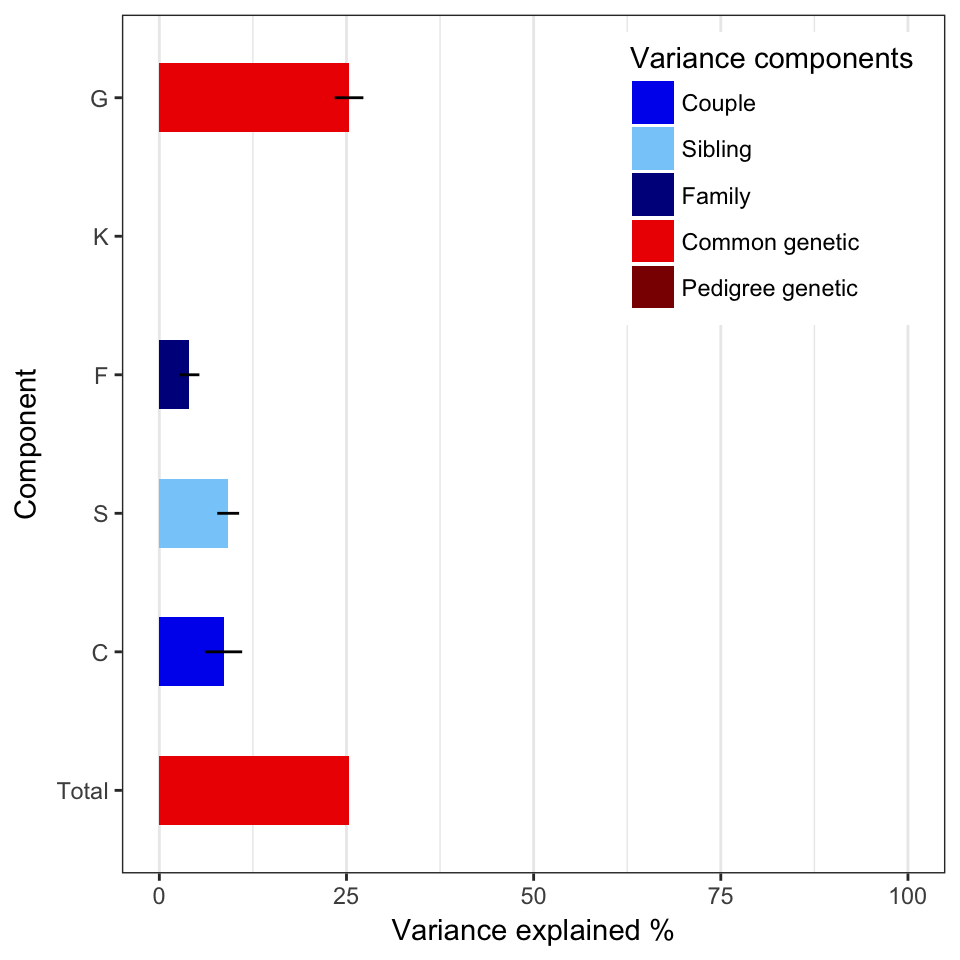 Variance components
Couple
Sibling
Family
Common genetic
Pedigree genetic
Component
G
K
F
S
C
Total
0 25 50 75 100
Variance explained %